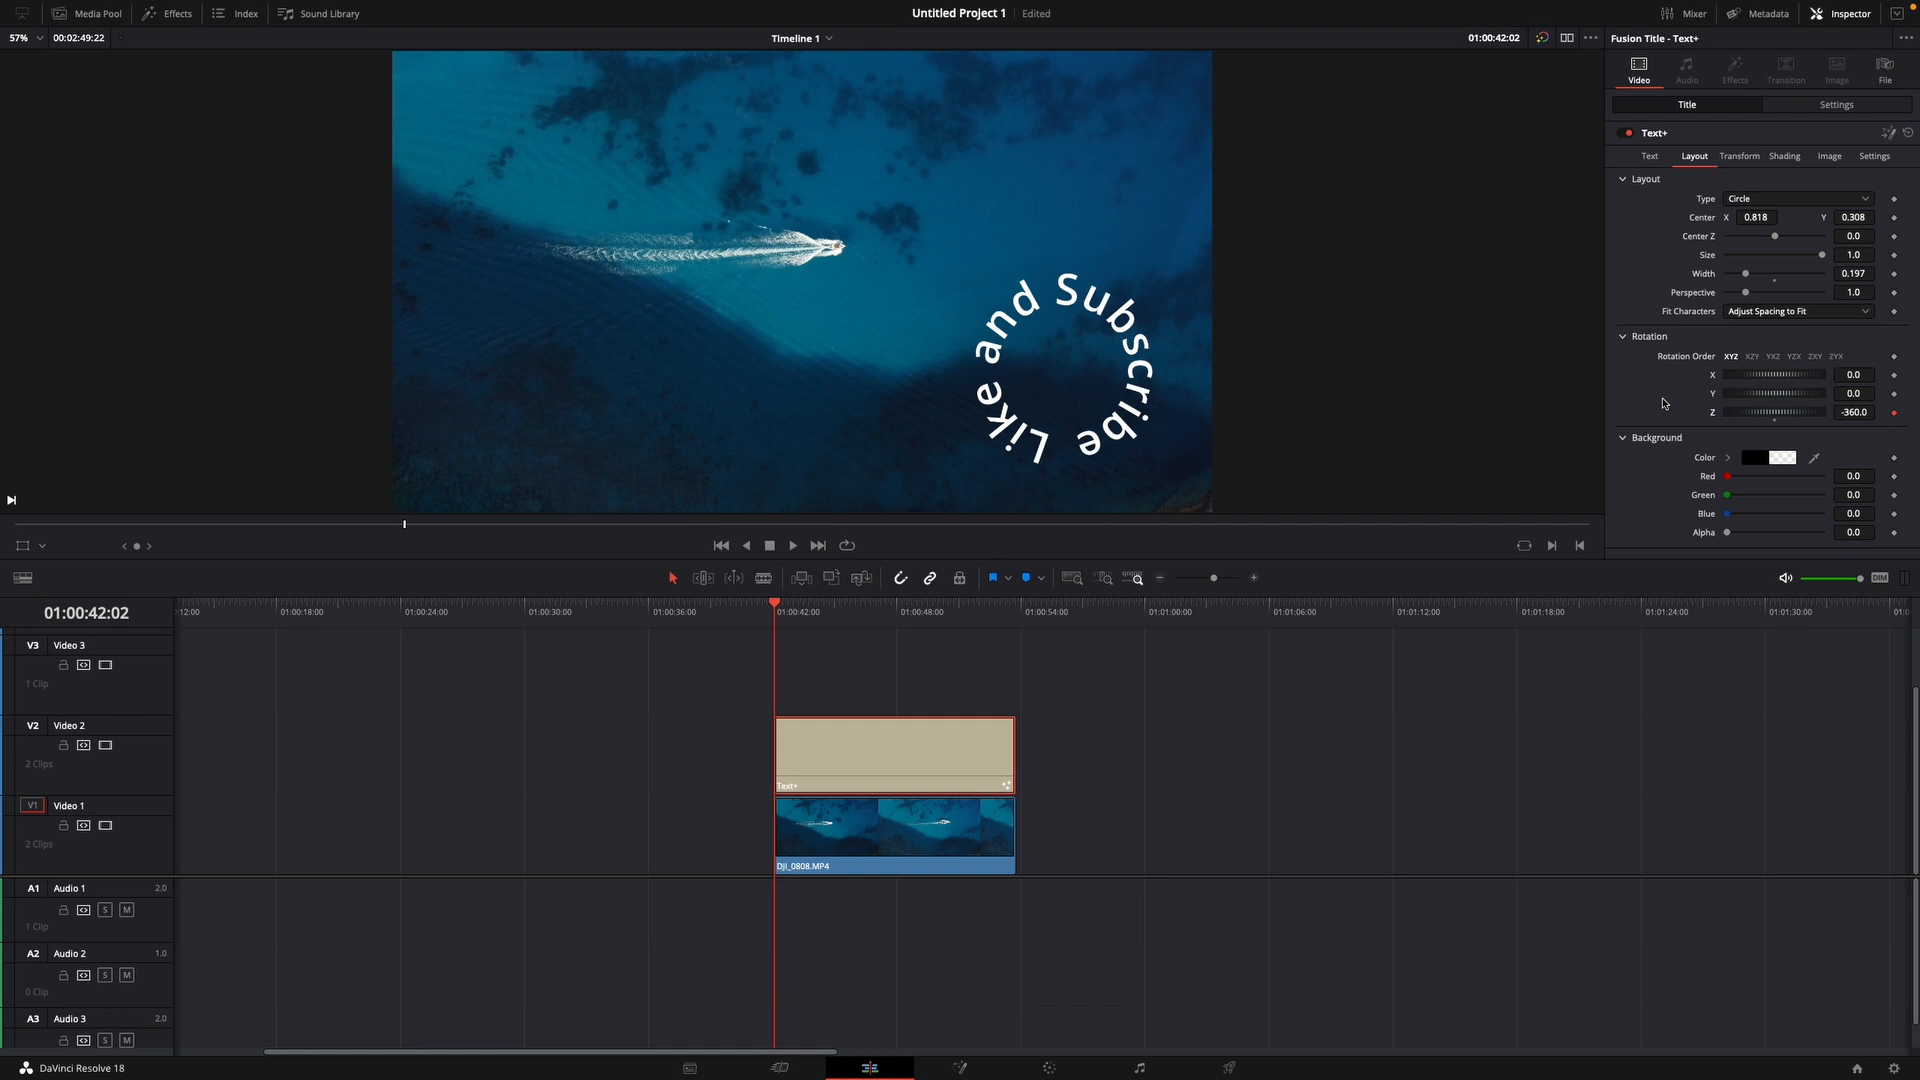 Media Pool Effects Index Sound Library Untitled Project 1 Edited Mixer Metadata Inspector
57% 00:02:49:22 Timeline 1 01:00:42:02 Fusion Title - Text+
Video Audio Effects Transition Image File
Title Settings
Text+
Text Layout Transform Shading Image Settings
Layout
Type Circle
Center X 0.818 Y 0.308
Center Z 0.0
Size 1.0
Width 0.197
Perspective 1.0
Fit Characters Adjust Spacing to Fit
Rotation
Rotation Order XYZ XZY YXZ YZX ZXY ZYX
X 0.0
Y 0.0
Z -360.0
Background
Color
Red 0.0
Green 0.0
Blue 0.0
Alpha 0.0
Like and Subscribe
DIM
01:00:42:02 :12:00 01:00:18:00 01:00:24:00 01:00:30:00 01:00:36:00 01:00:42:00 01:00:48:00 01:00:54:00 01:01:00:00 01:01:06:00 01:01:12:00 01:01:18:00 01:01:24:00 01:01:30:00
V3 Video 3
1 Clip
V2 Video 2
2 Clips
Text+
V1 Video 1
2 Clips
DJI_0808.MP4
A1 Audio 1 2.0
S M
1 Clip
A2 Audio 2 1.0
S M
0 Clip
A3 Audio 3 2.0
S M
DaVinci Resolve 18